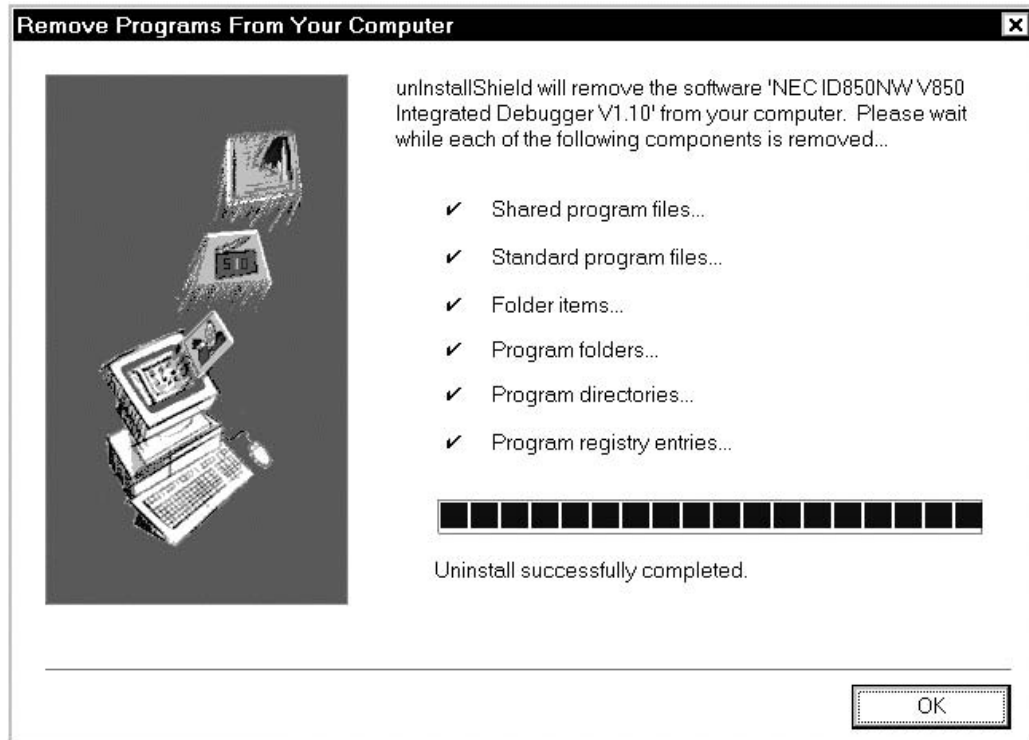 Remove Programs From Your Computer
unInstallShield will remove the software 'NEC ID850NW V850
Integrated Debugger V1.10' from your computer. Please wait
while each of the following components is removed...
✔ Shared program files...
✔ Standard program files...
✔ Folder items...
✔ Program folders...
✔ Program directories...
✔ Program registry entries...
Uninstall successfully completed.
OK